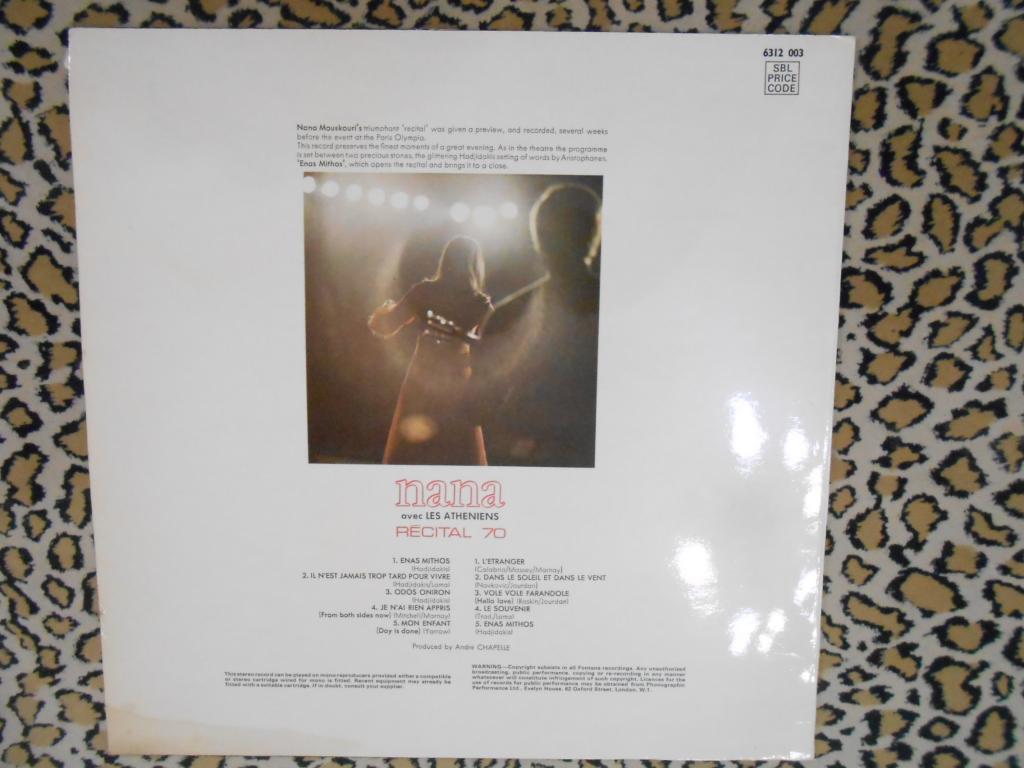 6312 003
SBL
PRICE
CODE
Nana Mouskouri's triumphant "recital" was given a preview, and recorded, several weeks
before the event at the Paris Olympia.
This record preserves the finest moments of a great evening. As in the theatre the programme
is set between two precious stones, the glittering Hadjidakis setting of words by Aristophanes,
"Enas Mithos", which opens the recital and brings it to a close.
nana
avec LES ATHENIENS
RÉCITAL 70
1. ENAS MITHOS
(Hadjidakis)
2. IL N'EST JAMAIS TROP TARD POUR VIVRE
(Hadjidakis/Lama)
3. ODOS ONIRON
(Hadjidakis)
4. JE N'AI RIEN APPRIS
(From both sides now) (Mitchell/Marnay)
5. MON ENFANT
(Day is done) (Yarrow)
1. L'ETRANGER
(Calabria/Massey/Marnay)
2. DANS LE SOLEIL ET DANS LE VENT
(Novkovic/Jourdan)
3. VOLE VOLE FARANDOLE
(Hello love) (Raskin/Jourdan)
4. LE SOUVENIR
(Trad./Lama)
5. ENAS MITHOS
(Hadjidakis)
Produced by André CHAPELLE
This stereo record can be played on mono reproducers provided either a compatible
or stereo cartridge wired for mono is fitted. Recent equipment may already be
fitted with a suitable cartridge. If in doubt, consult your supplier.
WARNING—Copyright subsists in all Fontana recordings. Any unauthorized
broadcasting, public performance, copying or re-recording in any manner
whatsoever will constitute infringement of such copyright. Licences for the
use of records for public performance may be obtained from Phonographic
Performance Ltd., Evelyn House, 62 Oxford Street, London, W.1.